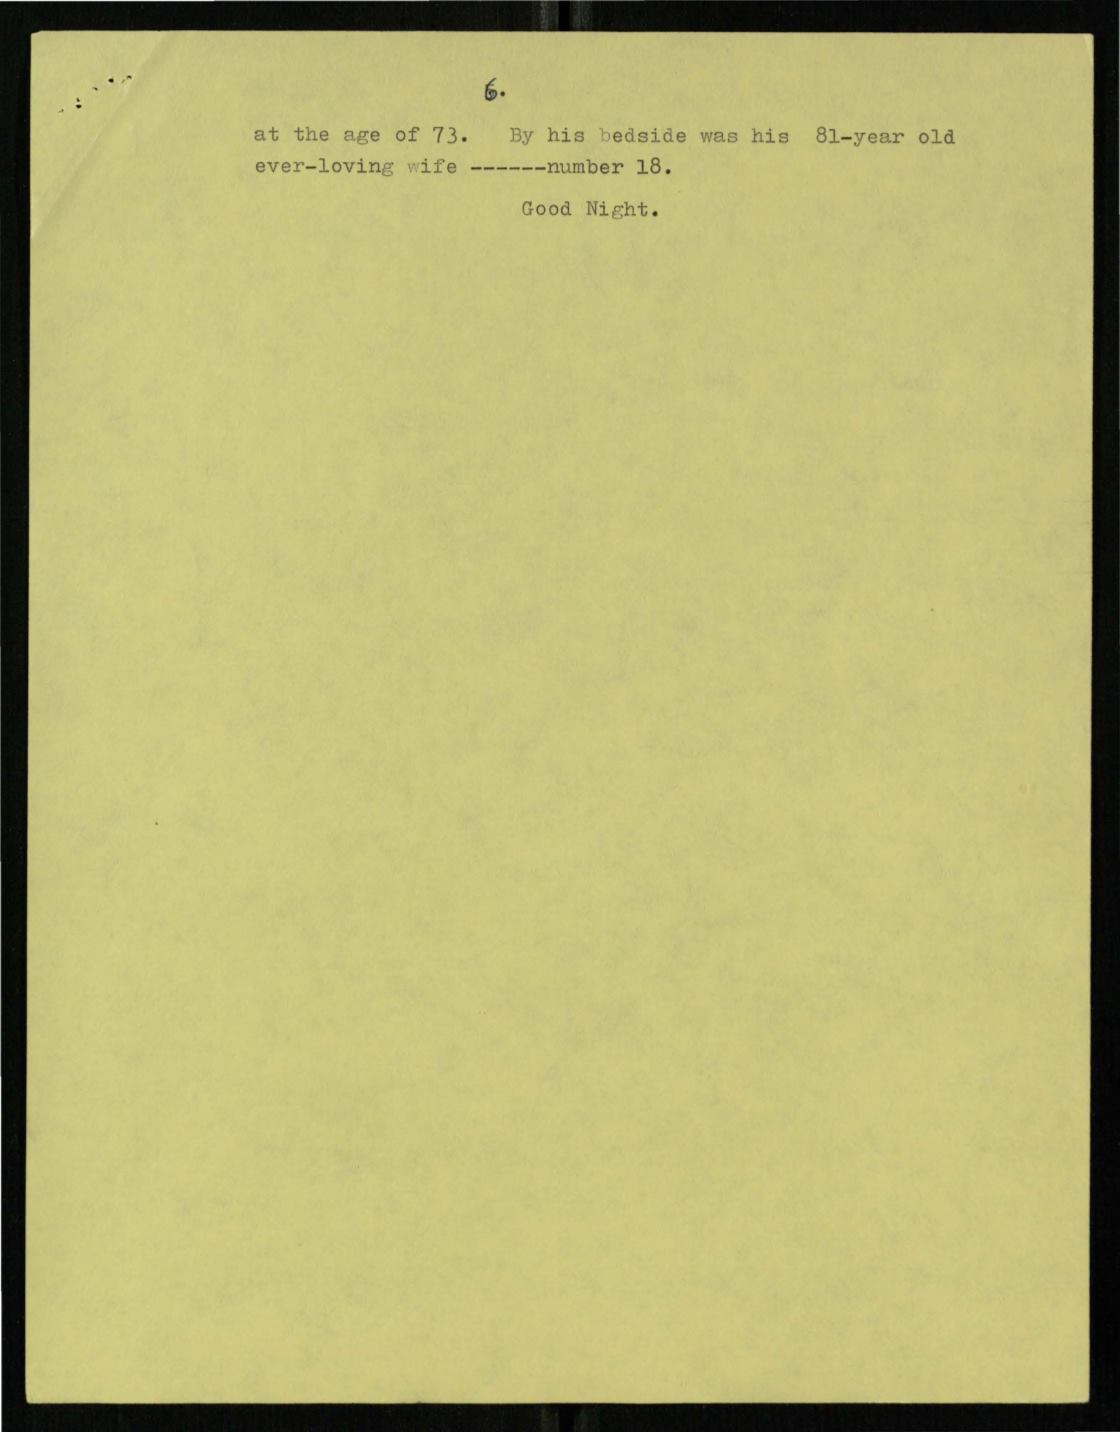 6.
at the age of 73. By his bedside was his 81-year old
ever-loving wife ------number 18.
Good Night.